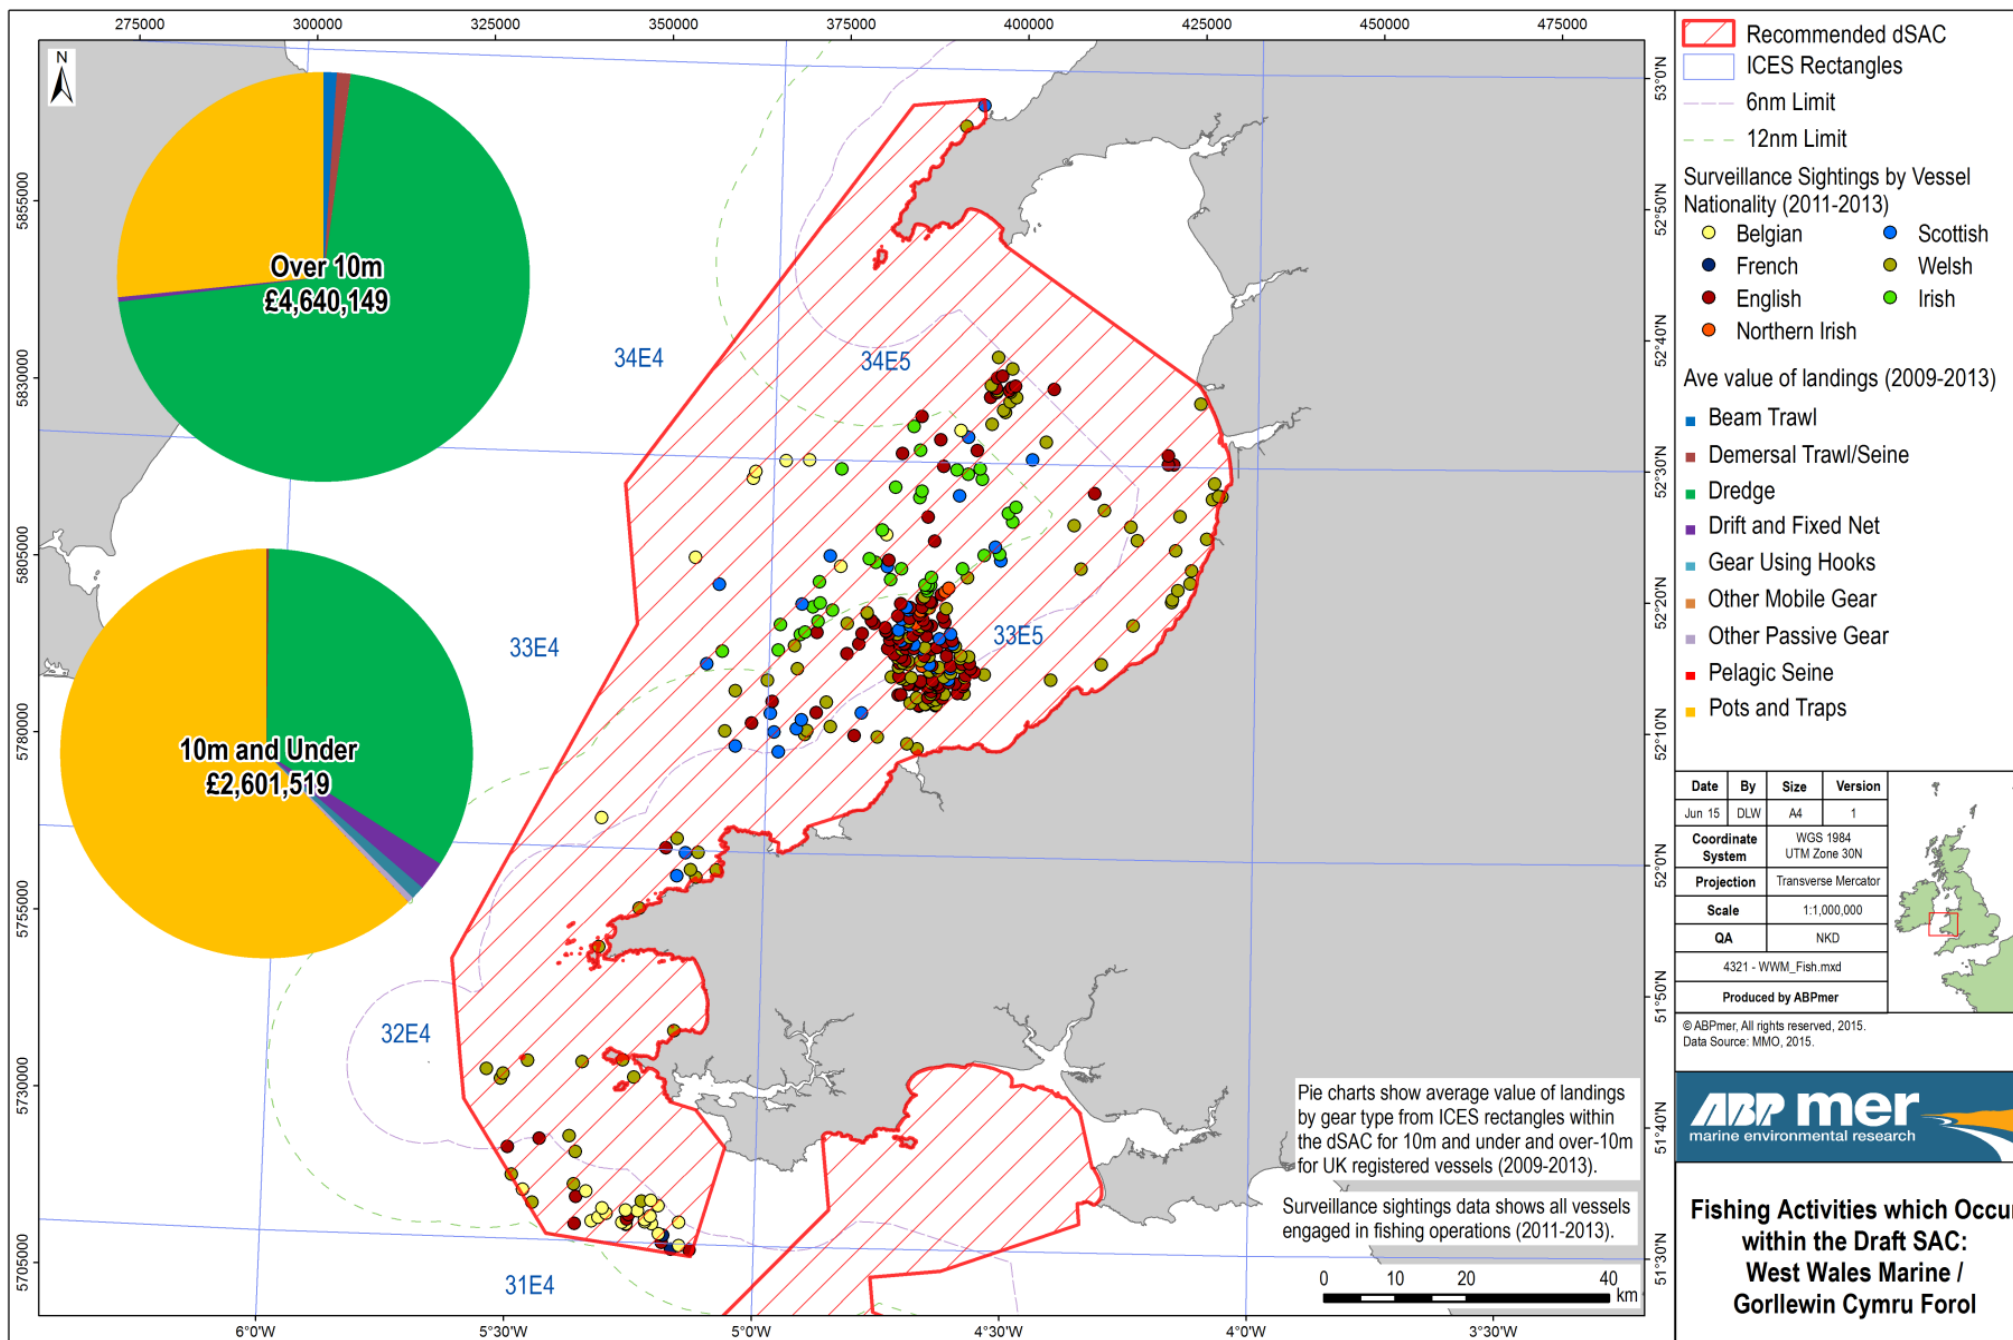 275000 300000 325000 350000 375000 400000 425000 450000 475000
N
5855000
5830000
5805000
5780000
5755000
5730000
5705000
53°0'N
52°50'N
52°40'N
52°30'N
52°20'N
52°10'N
52°0'N
51°50'N
51°40'N
51°30'N
6°0'W 5°30'W 5°0'W 4°30'W 4°0'W 3°30'W
Over 10m
£4,640,149
10m and Under
£2,601,519
34E4
34E5
33E4
33E5
32E4
31E4
Pie charts show average value of landings
by gear type from ICES rectangles within
the dSAC for 10m and under and over-10m
for UK registered vessels (2009-2013).
Surveillance sightings data shows all vessels
engaged in fishing operations (2011-2013).
0 10 20 40
km
Recommended dSAC
ICES Rectangles
6nm Limit
12nm Limit
Surveillance Sightings by Vessel
Nationality (2011-2013)
Belgian Scottish
French Welsh
English Irish
Northern Irish
Ave value of landings (2009-2013)
Beam Trawl
Demersal Trawl/Seine
Dredge
Drift and Fixed Net
Gear Using Hooks
Other Mobile Gear
Other Passive Gear
Pelagic Seine
Pots and Traps
Date By Size Version
Jun 15 DLW A4 1
Coordinate System WGS 1984 UTM Zone 30N
Projection Transverse Mercator
Scale 1:1,000,000
QA NKD
4321 - WWM_Fish.mxd
Produced by ABPmer
© ABPmer, All rights reserved, 2015.
Data Source: MMO, 2015.
ABP mer
marine environmental research
Fishing Activities which Occur
within the Draft SAC:
West Wales Marine /
Gorllewin Cymru Forol